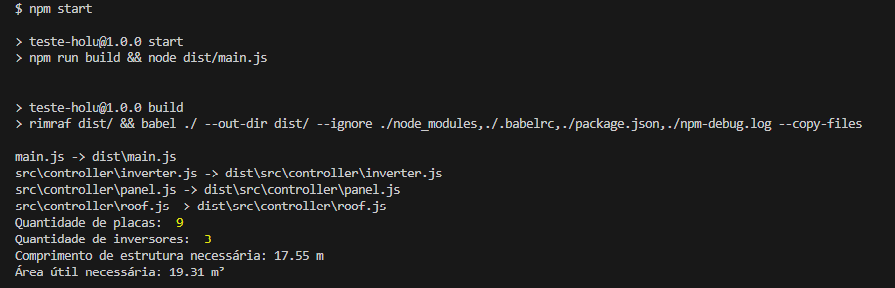 $ npm start
> teste-holu@1.0.0 start
> npm run build && node dist/main.js
> teste-holu@1.0.0 build
> rimraf dist/ && babel ./ --out-dir dist/ --ignore ./node_modules,./.babelrc,./package.json,./npm-debug.log --copy-files
main.js -> dist\main.js
src\controller\inverter.js -> dist\src\controller\inverter.js
src\controller\panel.js -> dist\src\controller\panel.js
src\controller\roof.js -> dist\src\controller\roof.js
Quantidade de placas:  9
Quantidade de inversores:  3
Comprimento de estrutura necessária: 17.55 m
Área útil necessária: 19.31 m²